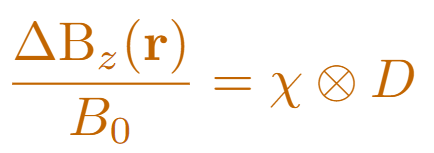 ΔB_z(𝐫) / B_0 = χ ⊗ D